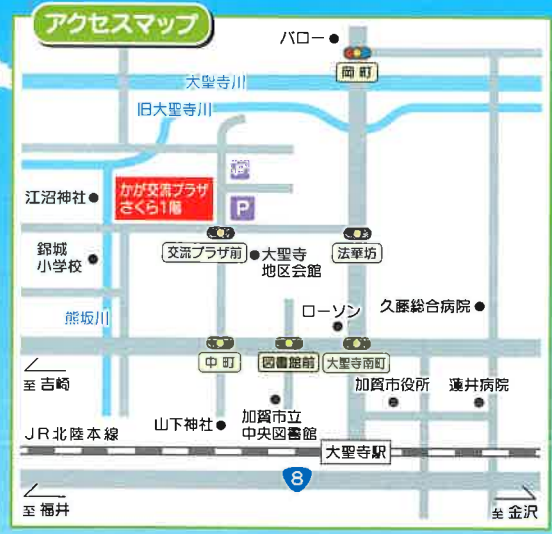 アクセスマップ
バロー
岡町
大聖寺川
旧大聖寺川
江沼神社
かが交流プラザ
さくら1階
P
P
交流プラザ前
大聖寺
地区会館
法華坊
錦城
小学校
熊坂川
ローソン
久藤総合病院
中町
図書館前
大聖寺南町
至 吉崎
加賀市役所
蓮井病院
山下神社
加賀市立
中央図書館
JR北陸本線
大聖寺駅
8
至 福井
至 金沢